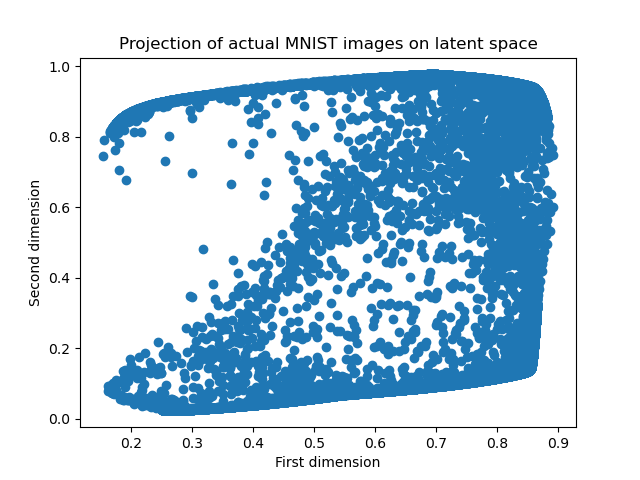 Projection of actual MNIST images on latent space
1.0
0.8
0.6
0.4
0.2
0.0
Second dimension
0.2 0.3 0.4 0.5 0.6 0.7 0.8 0.9
First dimension